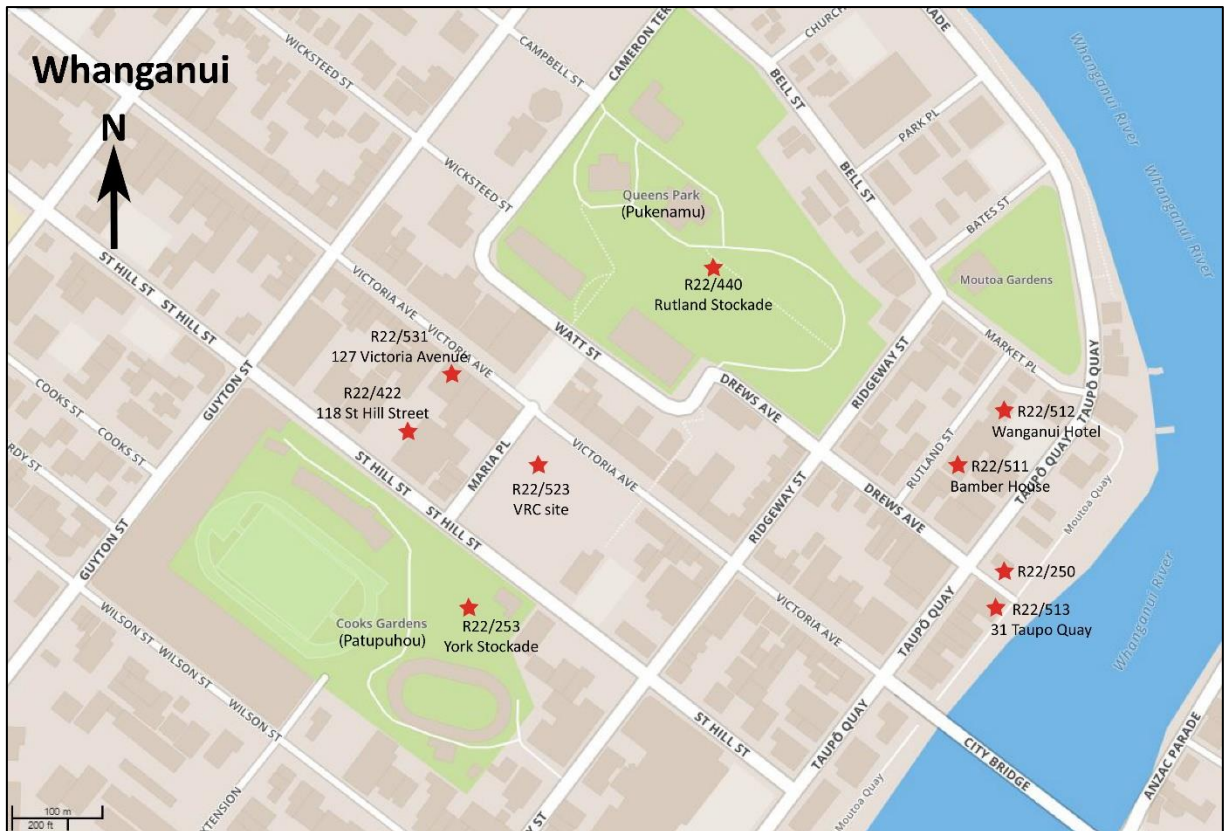 Whanganui
N
WICKSTEED ST
WICKSTEED ST
WICKSTEED ST
CAMPBELL ST
CAMERON TER
CHURCH
BELL ST
BELL ST
PARK PL
BATES ST
Whanganui River
Whanganui River
Whanganui River
Queens Park
(Pukenamu)
R22/440
Rutland Stockade
Moutoa Gardens
MARKET PL
TAUPŌ QUAY
TAUPŌ QUAY
TAUPŌ QUAY
TAUPŌ QUAY
ST HILL ST
ST HILL ST
ST HILL ST
ST HILL ST
ST HILL ST
VICTORIA AVE
VICTORIA AVE
VICTORIA AVE
VICTORIA AVE
R22/531
127 Victoria Avenue
R22/422
118 St Hill Street
WATT ST
DREWS AVE
DREWS AVE
RIDGEWAY ST
RIDGEWAY ST
RUTLAND ST
R22/512
Wanganui Hotel
R22/511
Bamber House
Moutoa Quay
Moutoa Quay
GUYTON ST
GUYTON ST
COOKS ST
COOKS ST
RDY ST
MARIA PL
R22/523
VRC site
R22/250
R22/513
31 Taupo Quay
Cooks Gardens
(Patupuhou)
R22/253
York Stockade
WILSON ST
WILSON ST
WILSON ST
CITY BRIDGE
ANZAC PARADE
EXTENSION
EY ST
100 m
200 ft